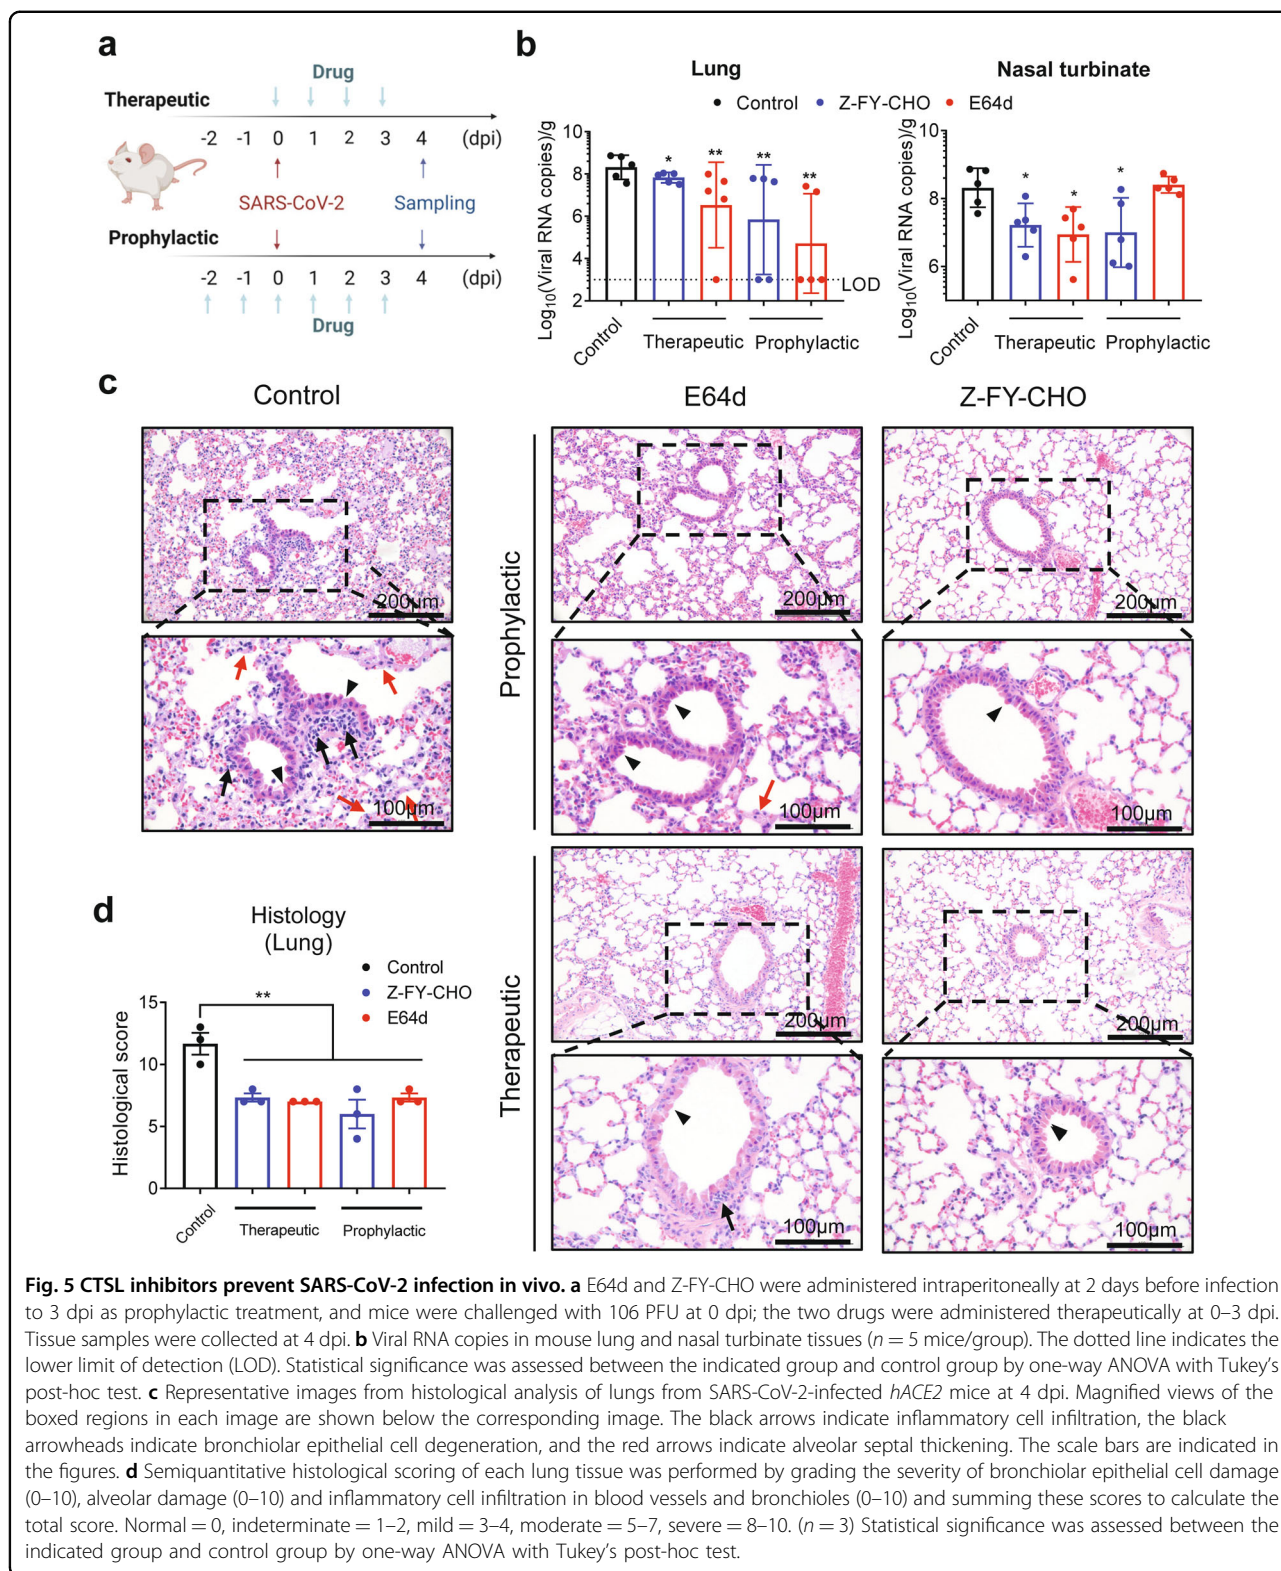 a
Drug
Therapeutic
-2 -1 0 1 2 3 4 (dpi)
SARS-CoV-2 Sampling
Prophylactic
-2 -1 0 1 2 3 4 (dpi)
Drug
b
Lung
Nasal turbinate
Control Z-FY-CHO E64d
Log10(Viral RNA copies)/g
10
8
6
4
2
* ** ** **
LOD
Control
Therapeutic Prophylactic
Log10(Viral RNA copies)/g
10
8
6
* * *
Control
Therapeutic Prophylactic
c
Control
E64d
Z-FY-CHO
Prophylactic
200µm
200µm
200µm
100µm
100µm
100µm
Therapeutic
200µm
200µm
100µm
100µm
d
Histology
(Lung)
Control
Z-FY-CHO
E64d
**
Histological score
15
10
5
0
Control
Therapeutic Prophylactic
Fig. 5 CTSL inhibitors prevent SARS-CoV-2 infection in vivo. a E64d and Z-FY-CHO were administered intraperitoneally at 2 days before infection
to 3 dpi as prophylactic treatment, and mice were challenged with 106 PFU at 0 dpi; the two drugs were administered therapeutically at 0–3 dpi.
Tissue samples were collected at 4 dpi. b Viral RNA copies in mouse lung and nasal turbinate tissues (n = 5 mice/group). The dotted line indicates the
lower limit of detection (LOD). Statistical significance was assessed between the indicated group and control group by one-way ANOVA with Tukey's
post-hoc test. c Representative images from histological analysis of lungs from SARS-CoV-2-infected hACE2 mice at 4 dpi. Magnified views of the
boxed regions in each image are shown below the corresponding image. The black arrows indicate inflammatory cell infiltration, the black
arrowheads indicate bronchiolar epithelial cell degeneration, and the red arrows indicate alveolar septal thickening. The scale bars are indicated in
the figures. d Semiquantitative histological scoring of each lung tissue was performed by grading the severity of bronchiolar epithelial cell damage
(0–10), alveolar damage (0–10) and inflammatory cell infiltration in blood vessels and bronchioles (0–10) and summing these scores to calculate the
total score. Normal = 0, indeterminate = 1–2, mild = 3–4, moderate = 5–7, severe = 8–10. (n = 3) Statistical significance was assessed between the
indicated group and control group by one-way ANOVA with Tukey's post-hoc test.